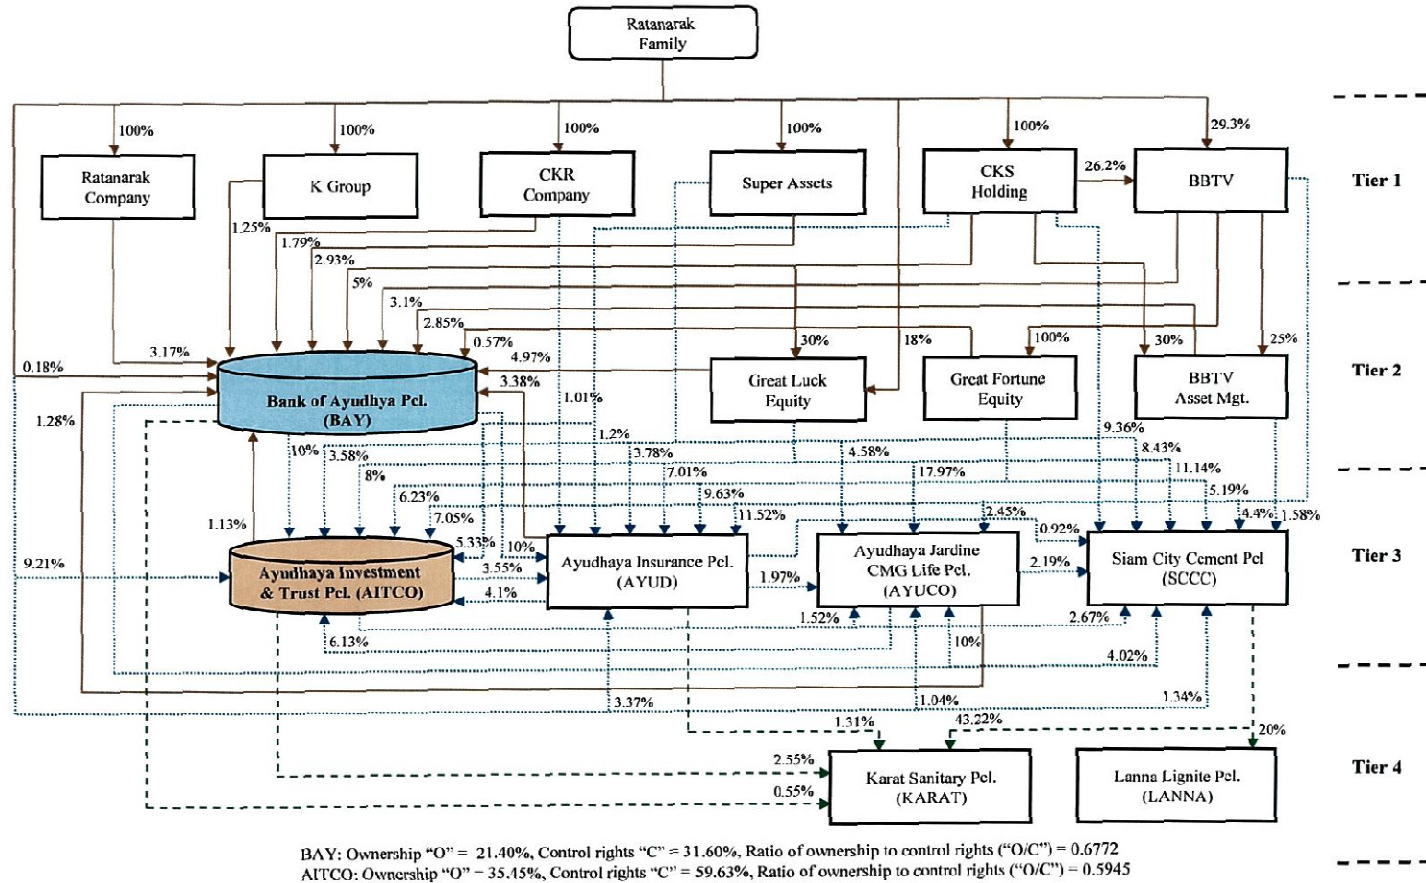 Ratanarak
Family
100%
100%
100%
100%
100%
29.3%
Ratanarak
Company
K Group
CKR
Company
Super Assets
CKS
Holding
26.2%
BBTV
Tier 1
1.25%
1.79%
2.93%
5%
3.1%
2.85%
0.57%
4.97%
30%
18%
100%
30%
25%
0.18%
3.17%
3.38%
Tier 2
Bank of Ayudhya Pcl.
(BAY)
Great Luck
Equity
Great Fortune
Equity
BBTV
Asset Mgt.
1.28%
1.01%
1.2%
3.78%
4.58%
9.36%
8.43%
10%
3.58%
8%
7.01%
17.97%
11.14%
6.23%
9.63%
5.19%
7.05%
11.52%
2.45%
4.4%
1.58%
1.13%
0.92%
5.33%
10%
Ayudhaya Investment
& Trust Pcl. (AITCO)
3.55%
4.1%
Ayudhaya Insurance Pcl.
(AYUD)
1.97%
Ayudhaya Jardine
CMG Life Pcl.
(AYUCO)
2.19%
Siam City Cement Pcl
(SCCC)
Tier 3
9.21%
1.52%
2.67%
6.13%
10%
4.02%
3.37%
1.04%
1.34%
1.31%
43.22%
20%
2.55%
0.55%
Karat Sanitary Pcl.
(KARAT)
Lanna Lignite Pcl.
(LANNA)
Tier 4
BAY: Ownership “O” = 21.40%, Control rights “C” = 31.60%, Ratio of ownership to control rights (“O/C”) = 0.6772
AITCO: Ownership “O” = 35.45%, Control rights “C” = 59.63%, Ratio of ownership to control rights (“O/C”) = 0.5945